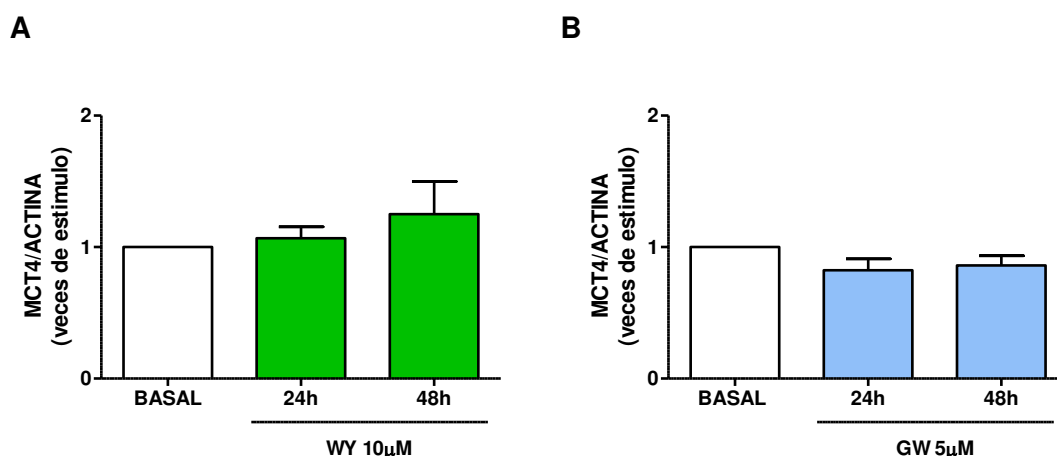 A
MCT4/ACTINA
(veces de estimulo)
2
1
0
BASAL
24h
48h
WY 10µM
B
MCT4/ACTINA
(veces de estimulo)
2
1
0
BASAL
24h
48h
GW 5µM